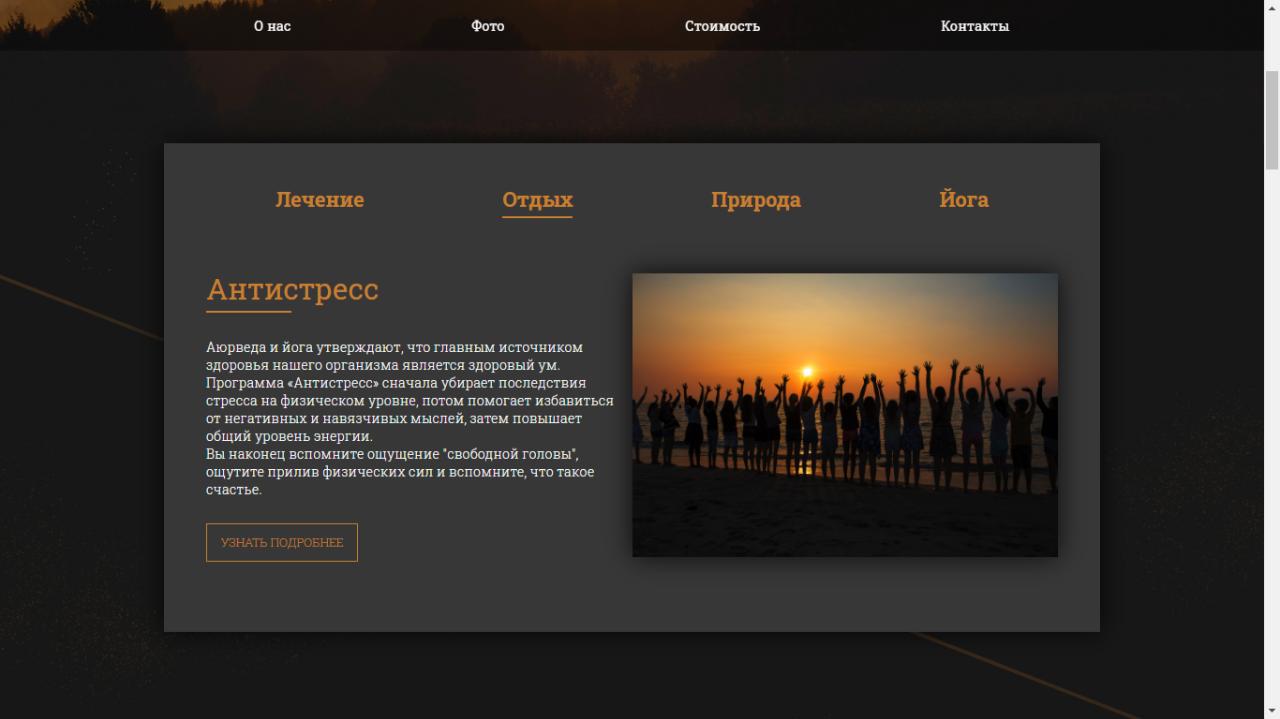 О нас
Фото
Стоимость
Контакты
Лечение
Отдых
Природа
Йога
Антистресс
Аюрведа и йога утверждают, что главным источником
здоровья нашего организма является здоровый ум.
Программа «Антистресс» сначала убирает последствия
стресса на физическом уровне, потом помогает избавиться
от негативных и навязчивых мыслей, затем повышает
общий уровень энергии.
Вы наконец вспомните ощущение "свободной головы",
ощутите прилив физических сил и вспомните, что такое
счастье.
УЗНАТЬ ПОДРОБНЕЕ